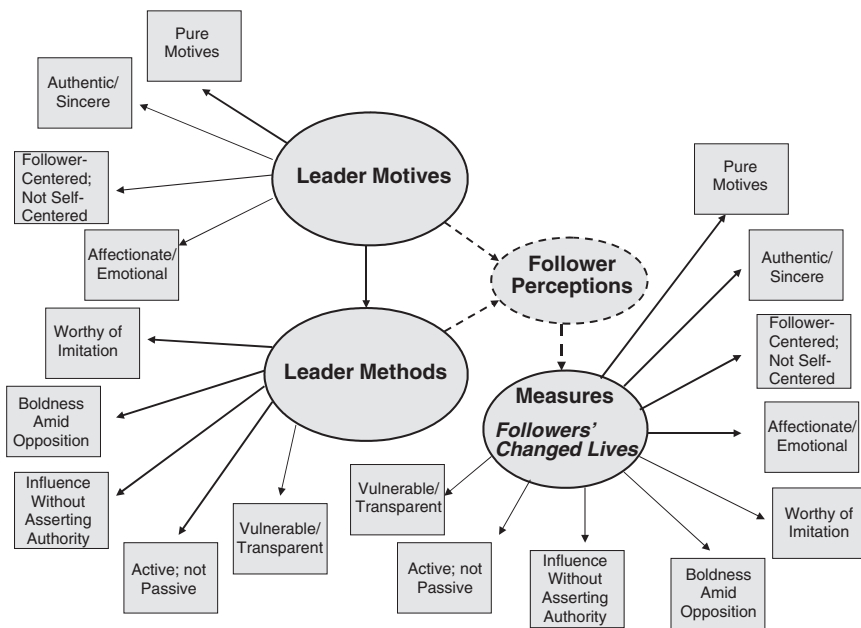 Pure
Motives
Authentic/
Sincere
Follower-
Centered;
Not Self-
Centered
Affectionate/
Emotional
Leader Motives
Follower
Perceptions
Leader Methods
Worthy of
Imitation
Boldness
Amid
Opposition
Influence
Without
Asserting
Authority
Active; not
Passive
Vulnerable/
Transparent
Measures
Followers'
Changed Lives
Pure
Motives
Authentic/
Sincere
Follower-
Centered;
Not Self-
Centered
Affectionate/
Emotional
Worthy of
Imitation
Boldness
Amid
Opposition
Influence
Without
Asserting
Authority
Active; not
Passive
Vulnerable/
Transparent